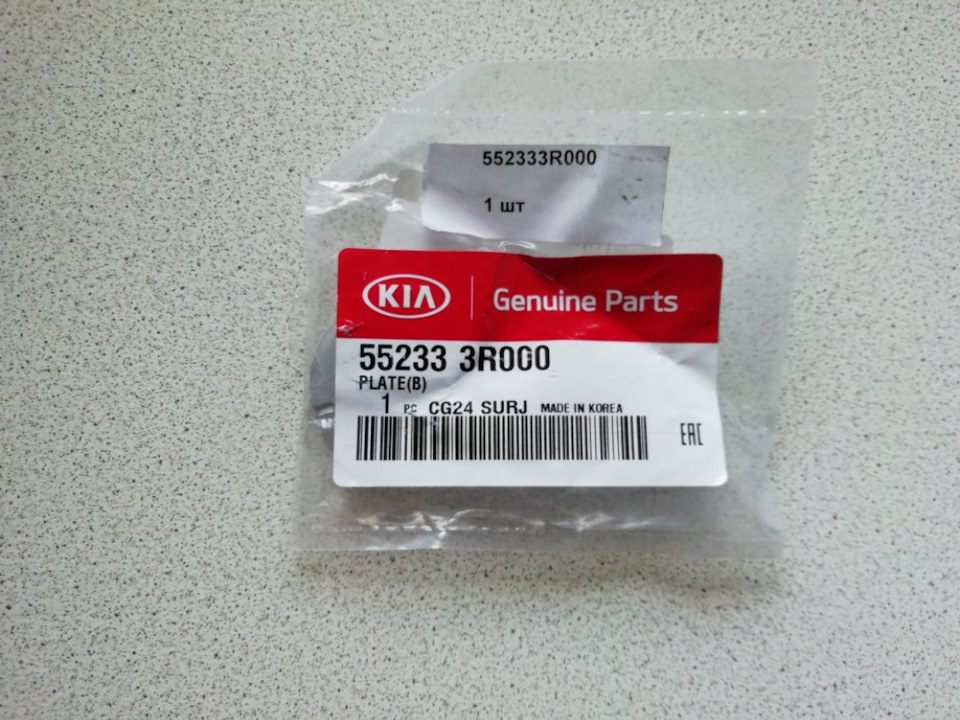 552333R000
1 шт
KIA Genuine Parts
55233 3R000
PLATE(B)
1 PC CG24 SURJ MADE IN KOREA
EAC